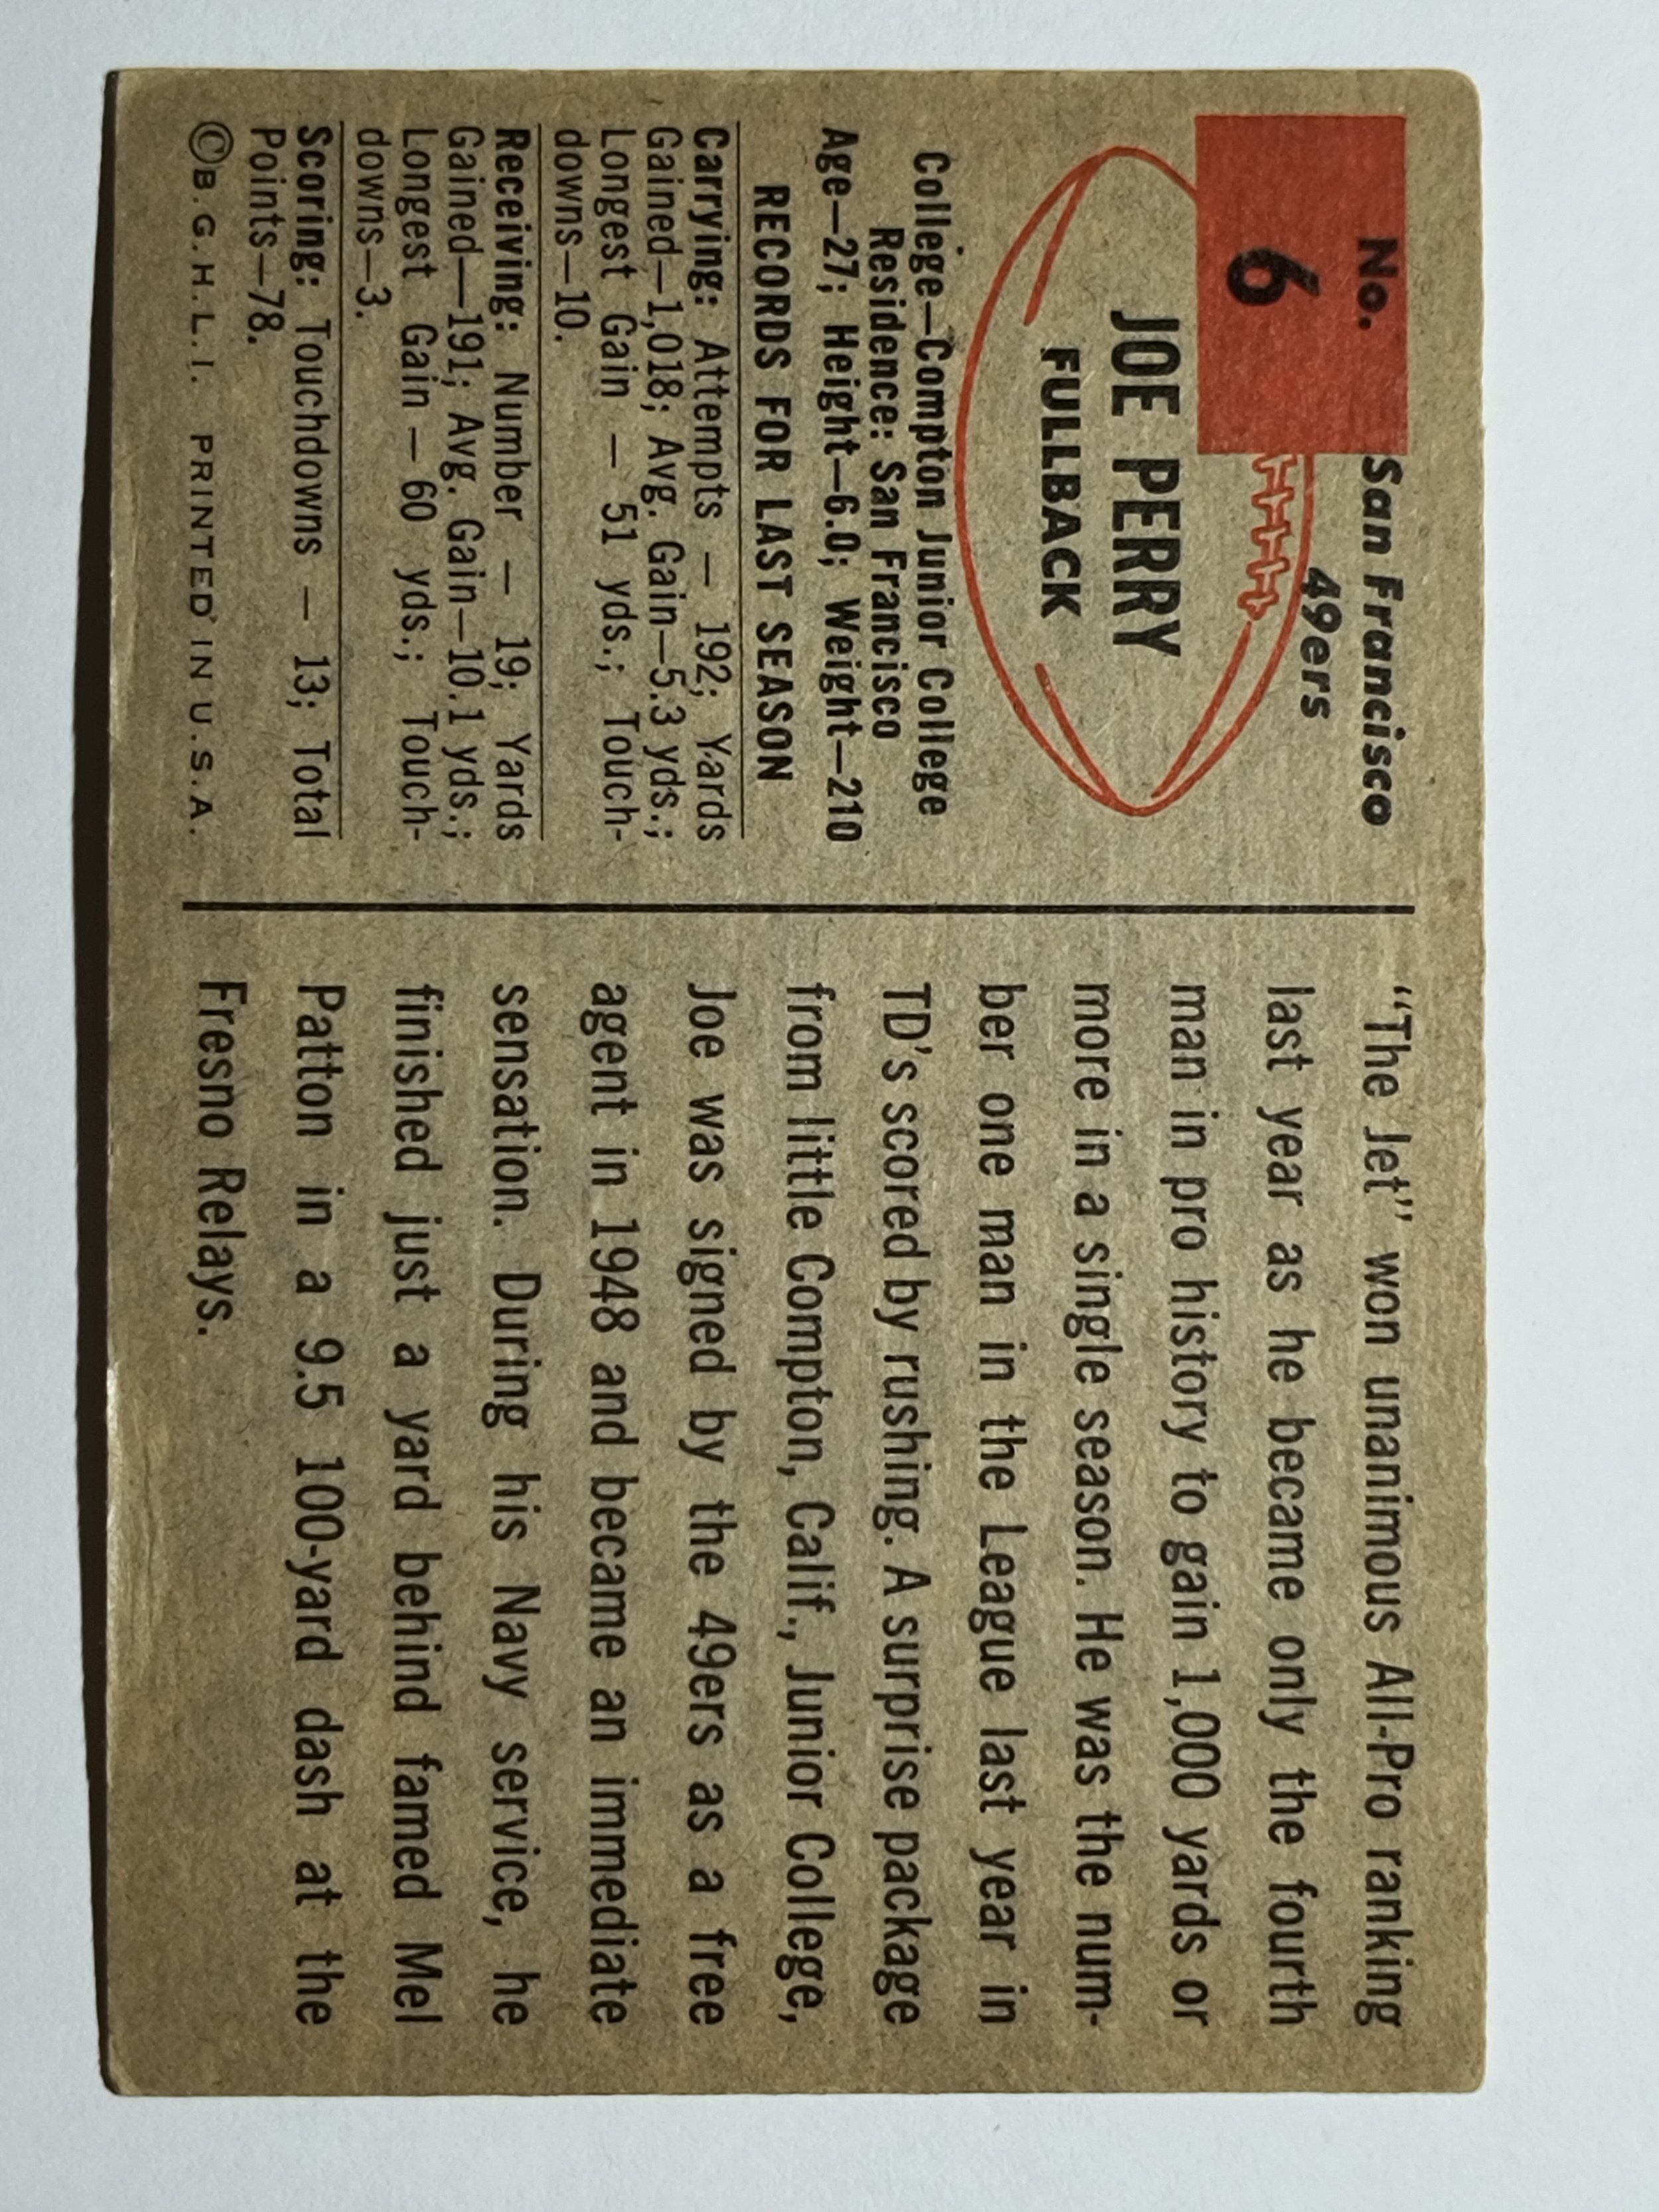 No.
6
San Francisco
49ers
JOE PERRY
FULLBACK
College—Compton Junior College
Residence: San Francisco
Age—27; Height—6.0; Weight—210
RECORDS FOR LAST SEASON
Carrying: Attempts — 192; Yards
Gained—1,018; Avg. Gain—5.3 yds.;
Longest Gain — 51 yds.; Touch-
downs—10.
Receiving: Number — 19; Yards
Gained—191; Avg. Gain—10.1 yds.;
Longest Gain — 60 yds.; Touch-
downs—3.
Scoring: Touchdowns — 13; Total
Points—78.
©B.G.H.L.I. PRINTED IN U.S.A.
“The Jet” won unanimous All-Pro ranking
last year as he became only the fourth
man in pro history to gain 1,000 yards or
more in a single season. He was the num-
ber one man in the League last year in
TD's scored by rushing. A surprise package
from little Compton, Calif., Junior College,
Joe was signed by the 49ers as a free
agent in 1948 and became an immediate
sensation. During his Navy service, he
finished just a yard behind famed Mel
Patton in a 9.5 100-yard dash at the
Fresno Relays.